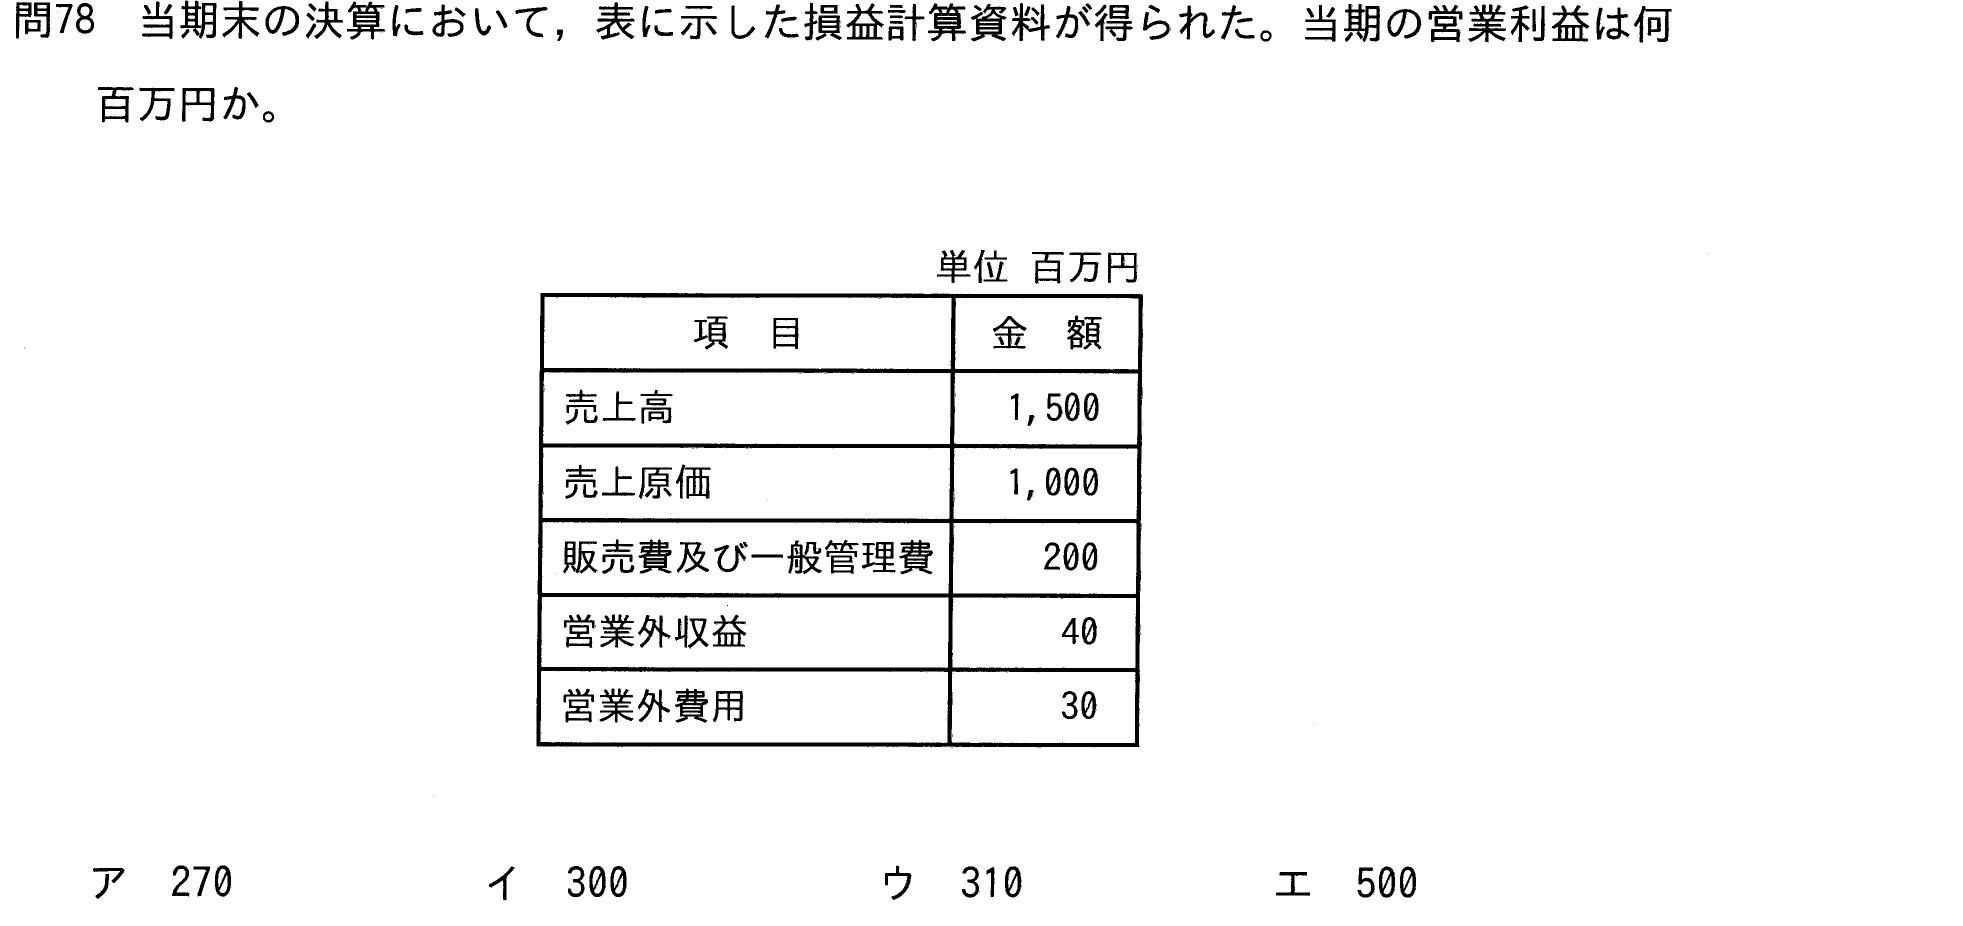 問78　当期末の決算において，表に示した損益計算資料が得られた。当期の営業利益は何
百万円か。
単位 百万円
項　目　金　額
売上高　1,500
売上原価　1,000
販売費及び一般管理費　200
営業外収益　40
営業外費用　30
ア　270　イ　300　ウ　310　エ　500